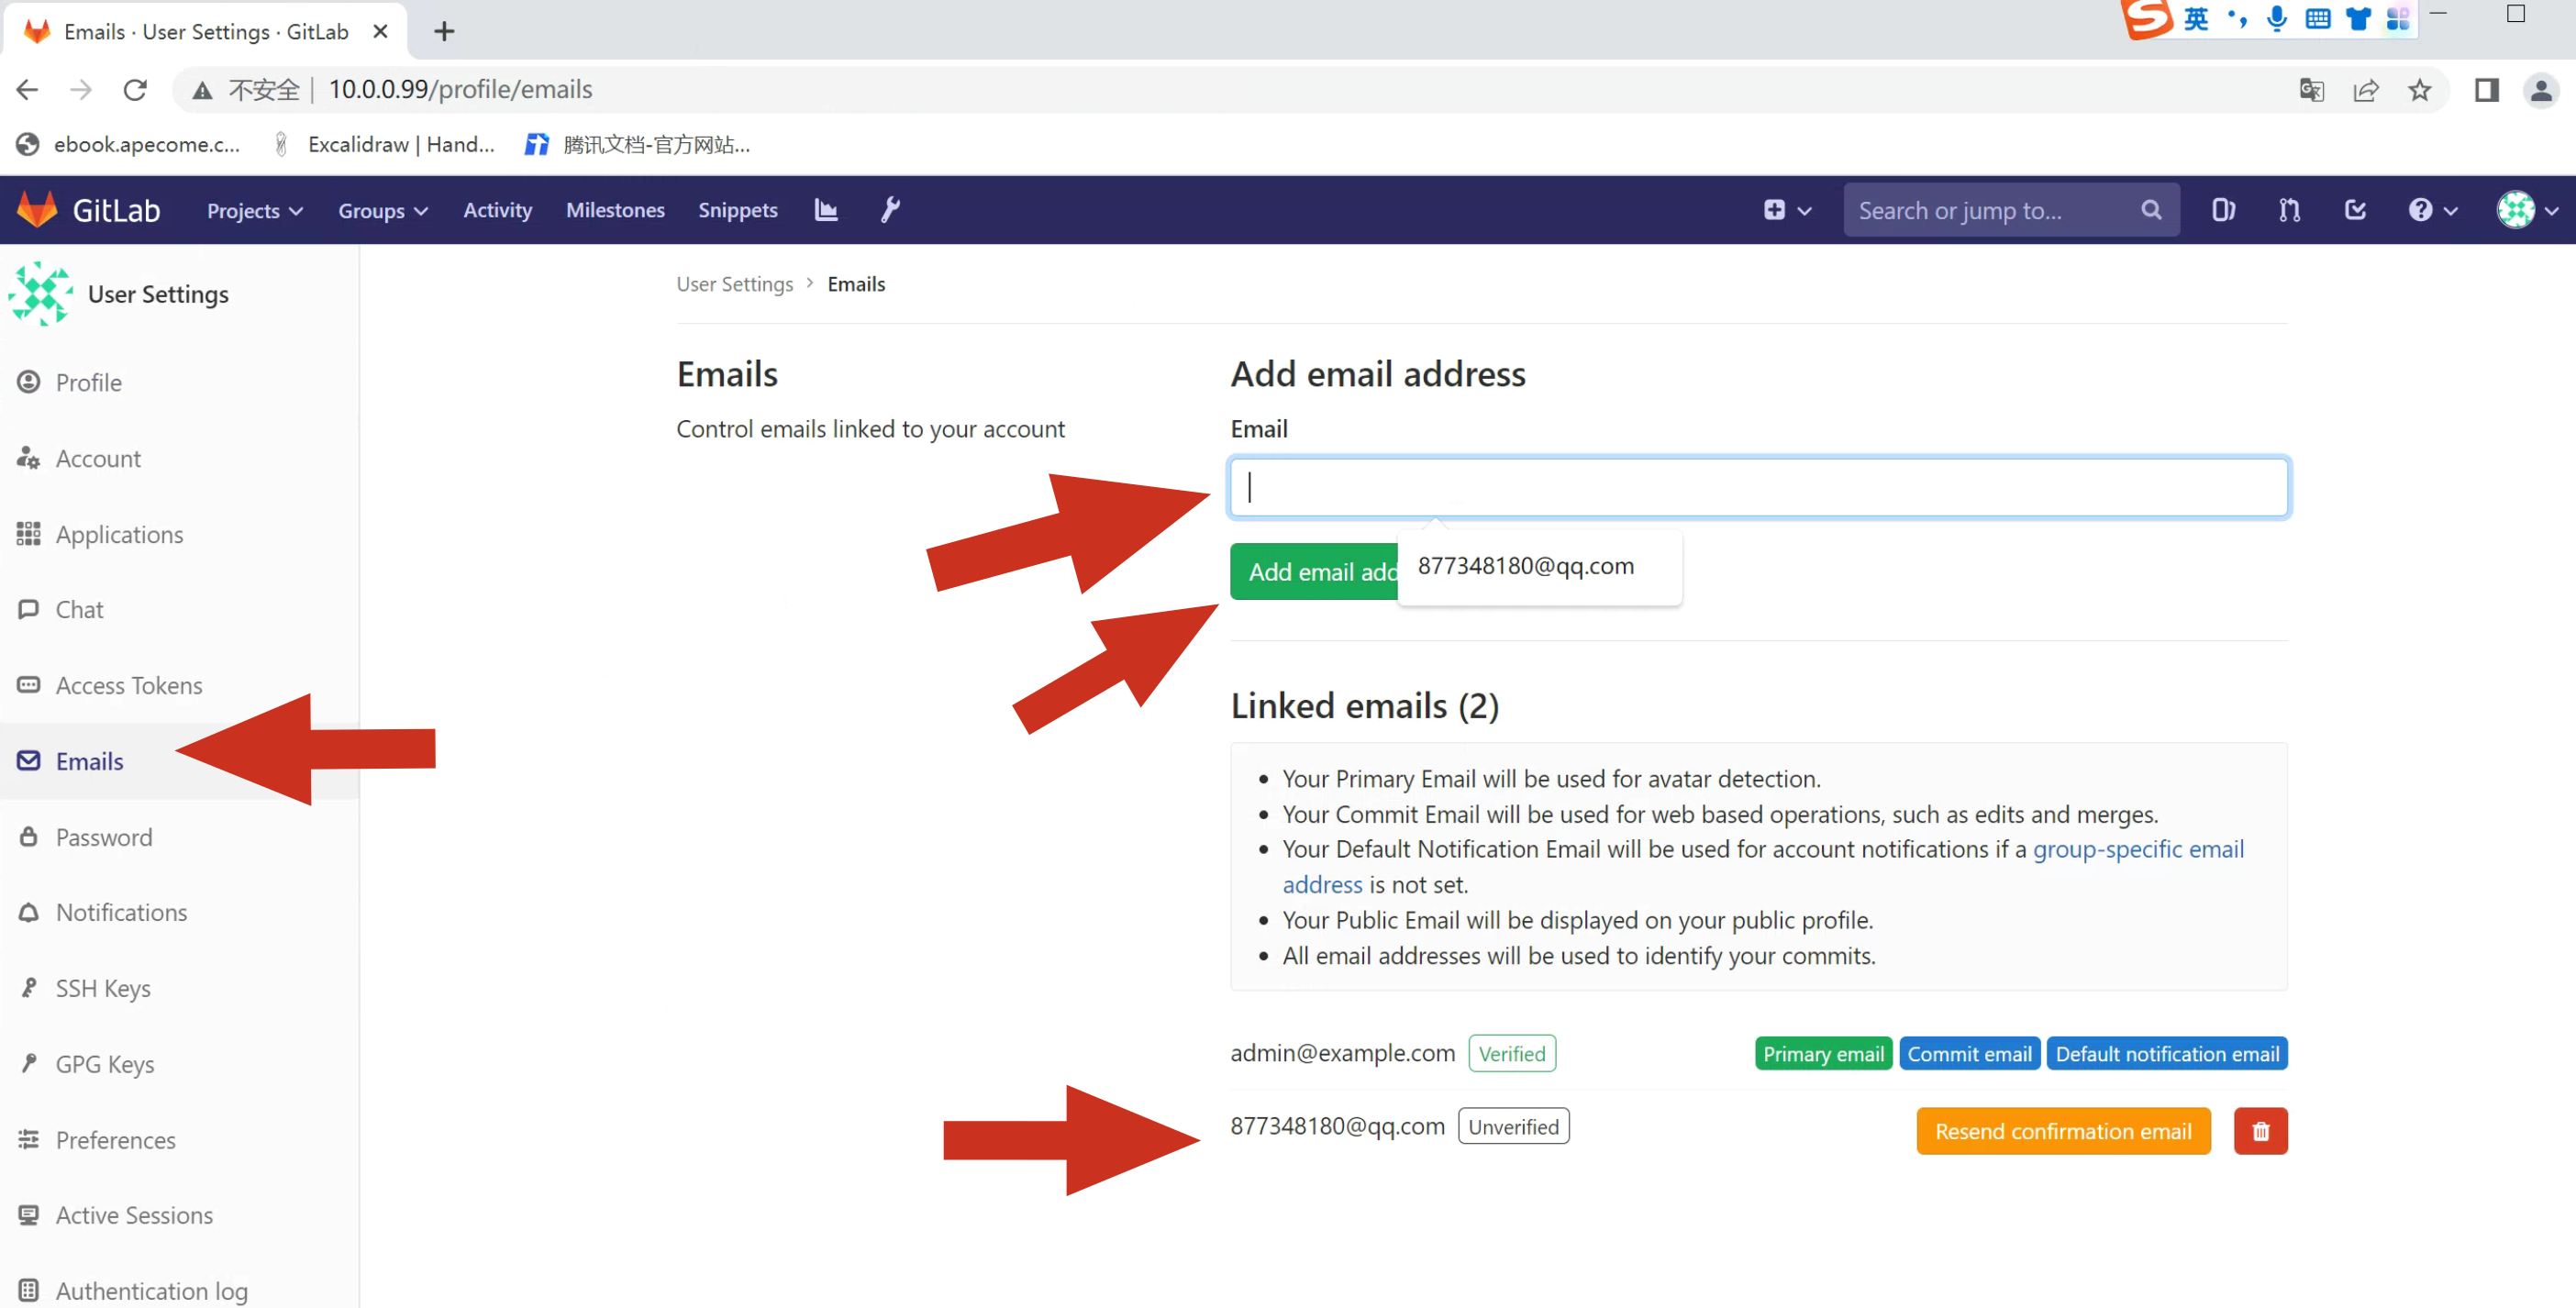 Emails · User Settings · GitLab
英
不安全 | 10.0.0.99/profile/emails
ebook.apecome.c...
Excalidraw | Hand...
腾讯文档-官方网站...
GitLab
Projects
Groups
Activity
Milestones
Snippets
Search or jump to...
User Settings
Profile
Account
Applications
Chat
Access Tokens
Emails
Password
Notifications
SSH Keys
GPG Keys
Preferences
Active Sessions
Authentication log
User Settings > Emails
Emails
Control emails linked to your account
Add email address
Email
Add email add
877348180@qq.com
Linked emails (2)
• Your Primary Email will be used for avatar detection.
• Your Commit Email will be used for web based operations, such as edits and merges.
• Your Default Notification Email will be used for account notifications if a group-specific email
address is not set.
• Your Public Email will be displayed on your public profile.
• All email addresses will be used to identify your commits.
admin@example.com Verified Primary email Commit email Default notification email
877348180@qq.com Unverified Resend confirmation email